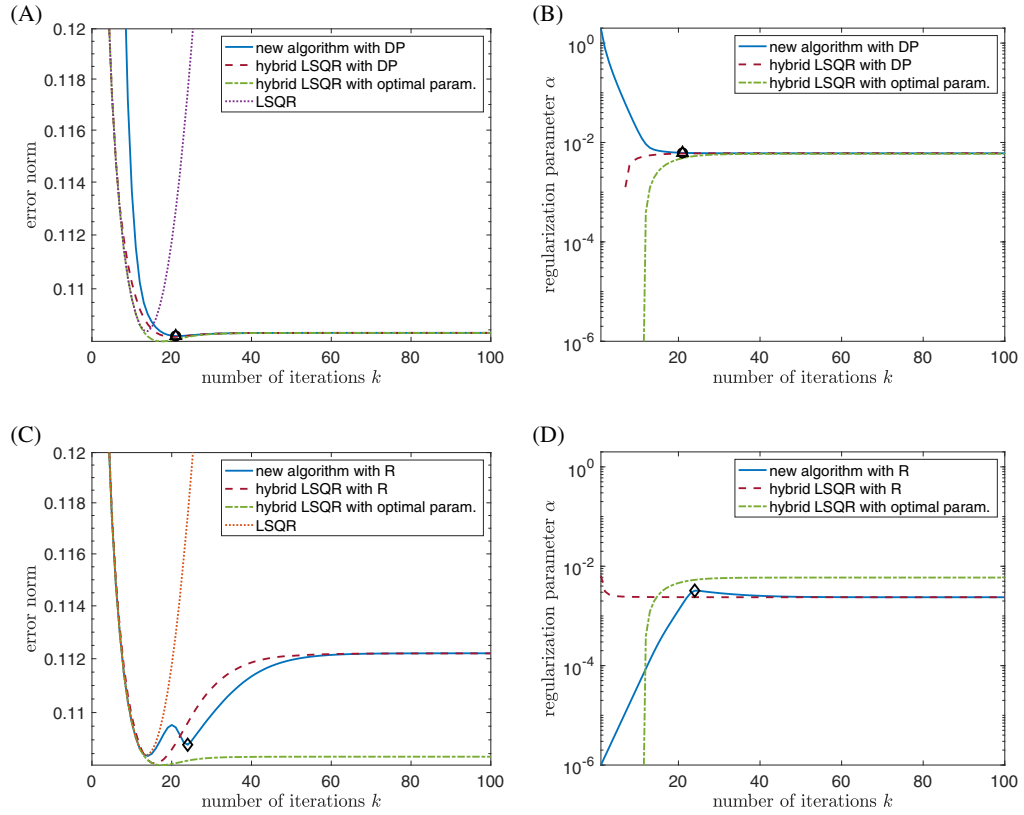 (A)
0.12
0.118
0.116
0.114
0.112
0.11
error norm
new algorithm with DP
hybrid LSQR with DP
hybrid LSQR with optimal param.
LSQR
0 20 40 60 80 100
number of iterations k
(B)
10^0
10^-2
10^-4
10^-6
regularization parameter α
new algorithm with DP
hybrid LSQR with DP
hybrid LSQR with optimal param.
20 40 60 80 100
number of iterations k
(C)
0.12
0.118
0.116
0.114
0.112
0.11
error norm
new algorithm with R
hybrid LSQR with R
hybrid LSQR with optimal param.
LSQR
0 20 40 60 80 100
number of iterations k
(D)
10^0
10^-2
10^-4
10^-6
regularization parameter α
new algorithm with R
hybrid LSQR with R
hybrid LSQR with optimal param.
20 40 60 80 100
number of iterations k